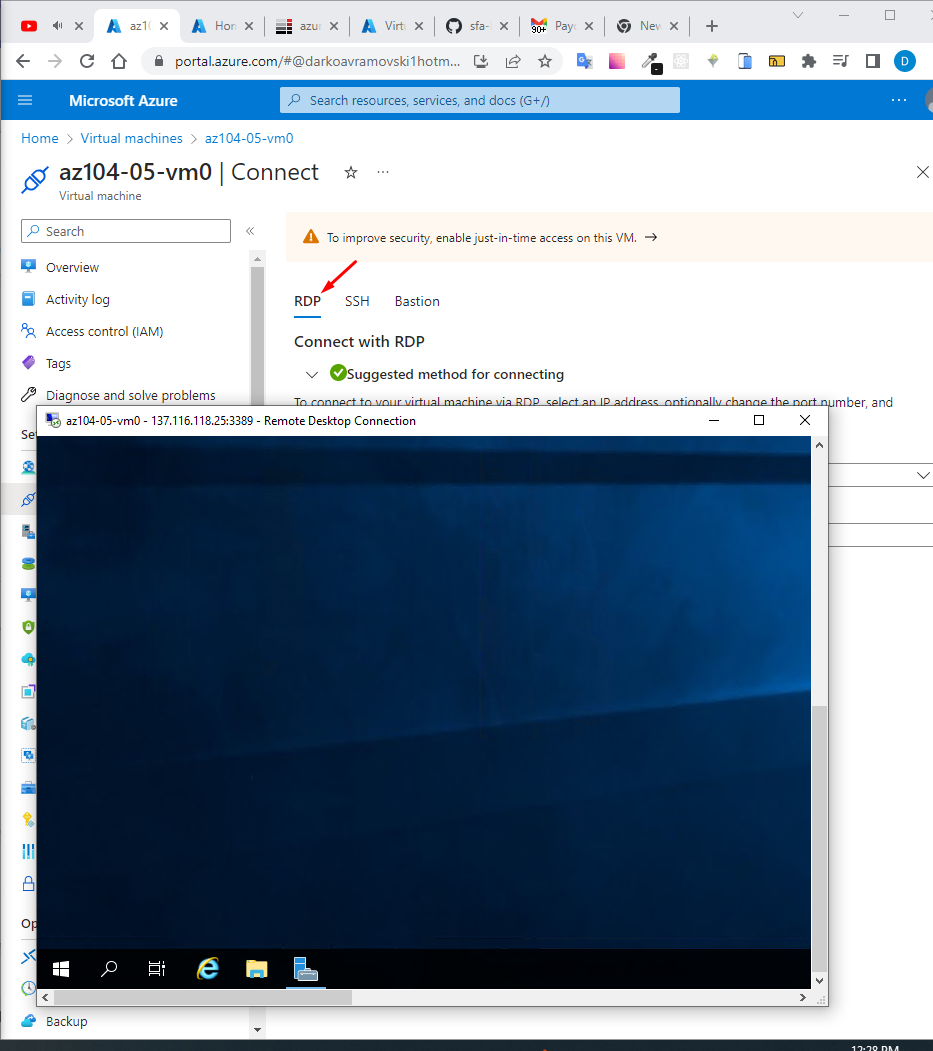 az10
Hon
azur
Virtu
sfa-
90+
Payo
New
portal.azure.com/#@darkoavramovski1hotm...
D
Microsoft Azure
Search resources, services, and docs (G+/)
Home > Virtual machines > az104-05-vm0
az104-05-vm0 | Connect
Virtual machine
Search
To improve security, enable just-in-time access on this VM.
Overview
Activity log
Access control (IAM)
Tags
Diagnose and solve problems
RDP SSH Bastion
Connect with RDP
Suggested method for connecting
To connect to your virtual machine via RDP, select an IP address, optionally change the port number, and
Se
az104-05-vm0 - 137.116.118.25:3389 - Remote Desktop Connection
Op
Backup
12:28 PM